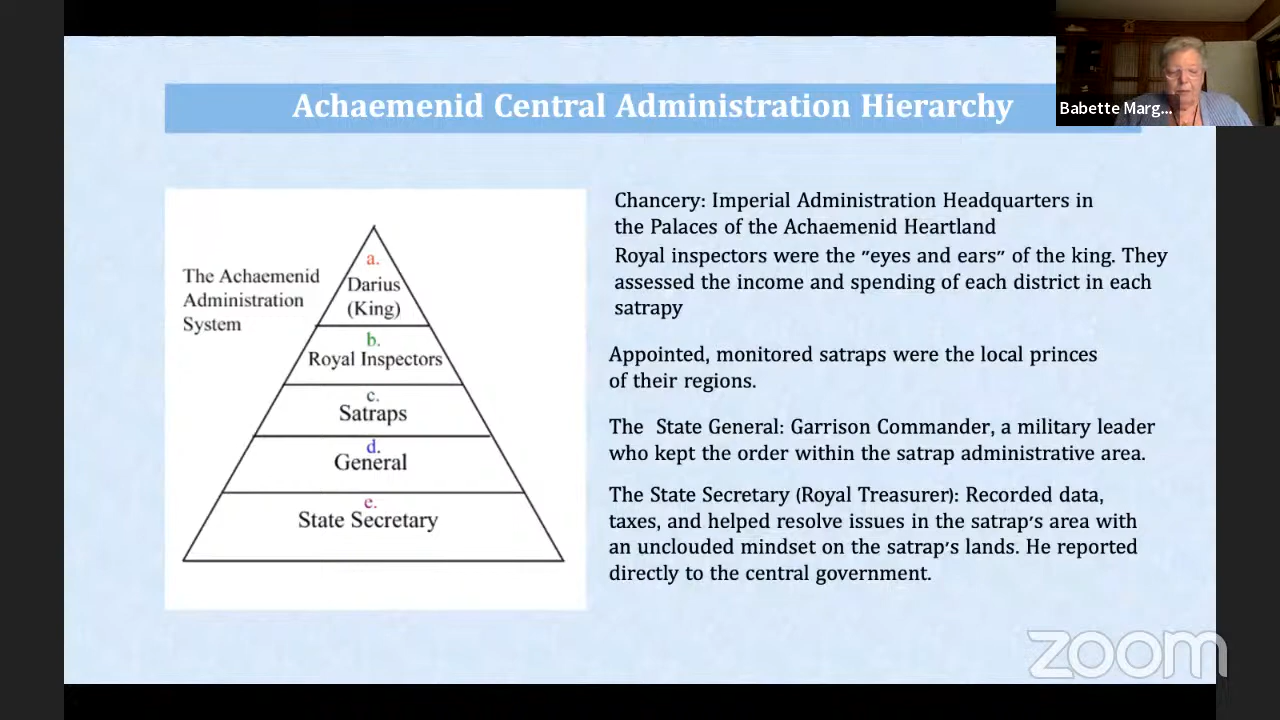 Achaemenid Central Administration Hierarchy
Babette Marg...
The Achaemenid
Administration
System
a.
Darius
(King)
b.
Royal Inspectors
c.
Satraps
d.
General
e.
State Secretary
Chancery: Imperial Administration Headquarters in
the Palaces of the Achaemenid Heartland
Royal inspectors were the "eyes and ears" of the king. They
assessed the income and spending of each district in each
satrapy
Appointed, monitored satraps were the local princes
of their regions.
The State General: Garrison Commander, a military leader
who kept the order within the satrap administrative area.
The State Secretary (Royal Treasurer): Recorded data,
taxes, and helped resolve issues in the satrap's area with
an unclouded mindset on the satrap's lands. He reported
directly to the central government.
zoom